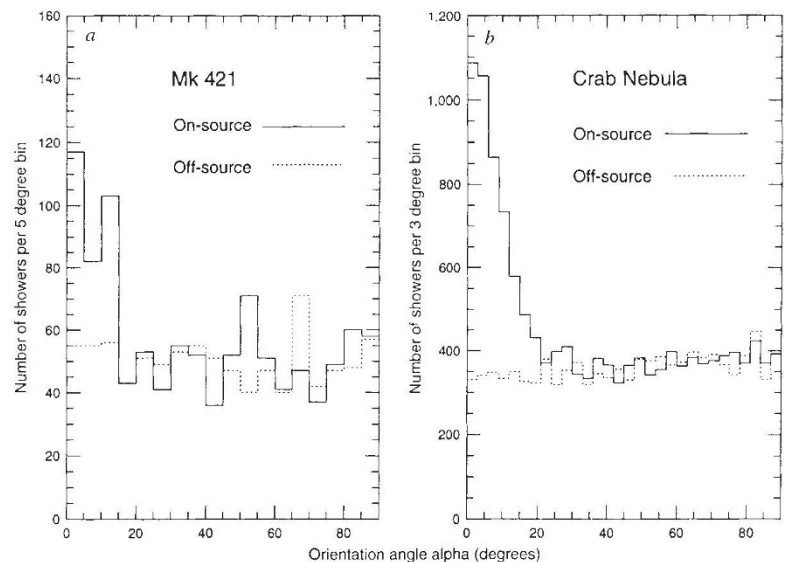 a
Mk 421
On-source
Off-source
Number of showers per 5 degree bin
160
140
120
100
80
60
40
20
0
0
20
40
60
80
b
Crab Nebula
On-source
Off-source
Number of showers per 3 degree bin
1,200
1,000
800
600
400
200
0
0
20
40
60
80
Orientation angle alpha (degrees)